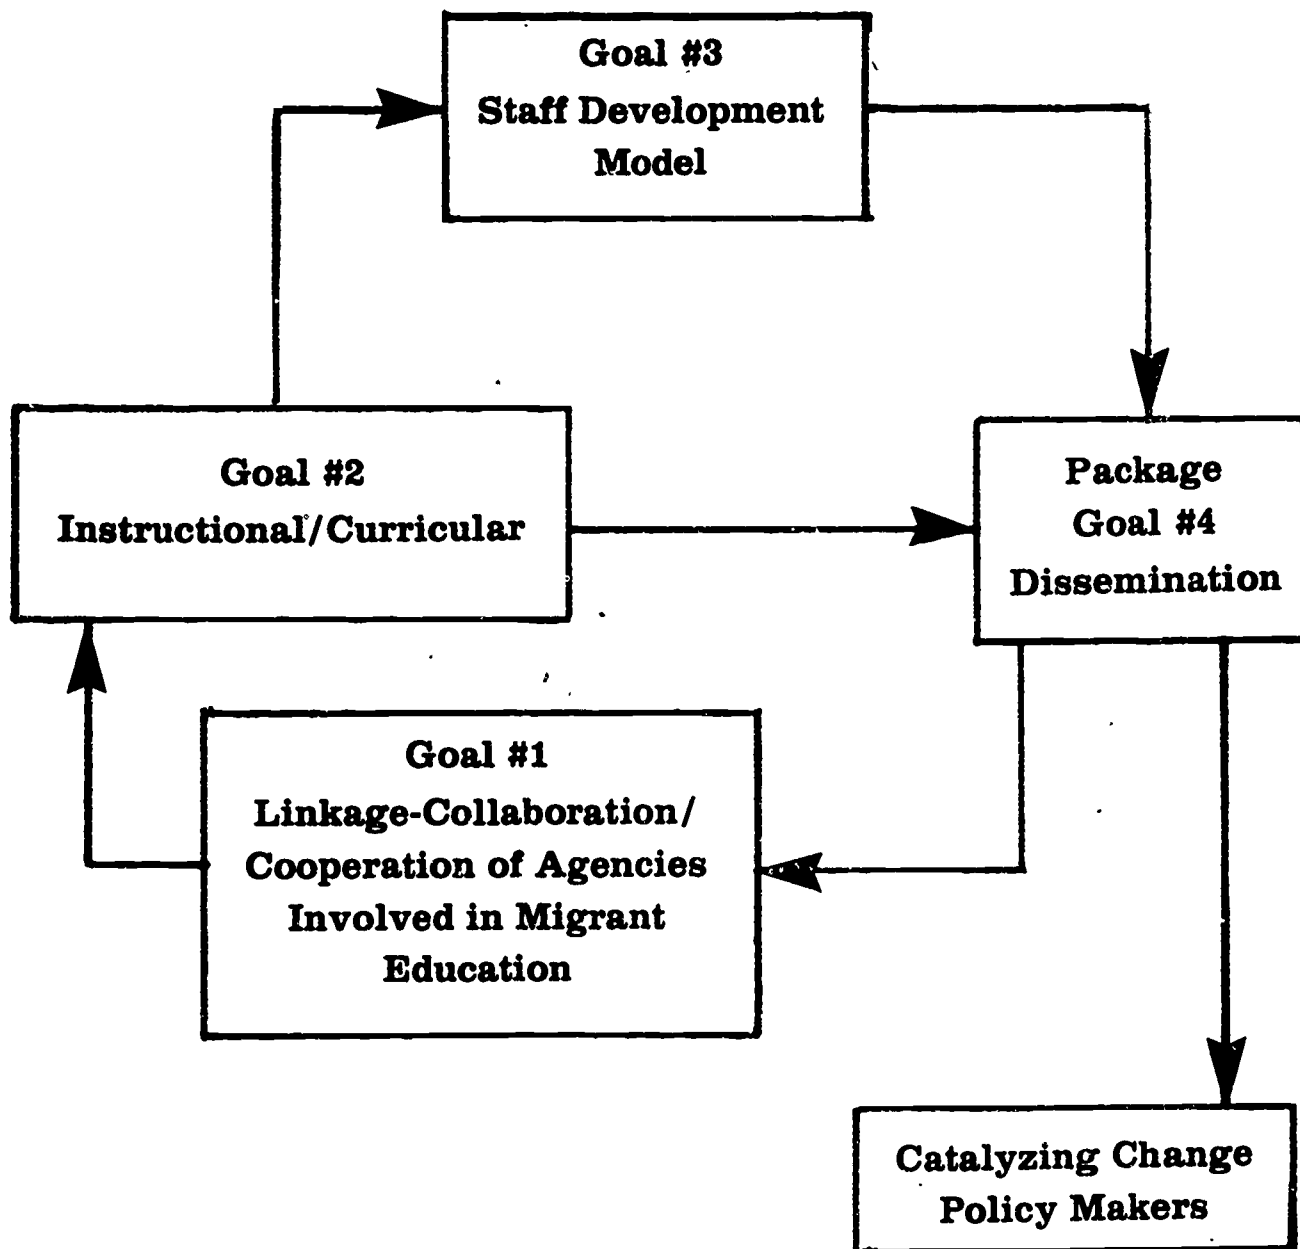 Goal #3
Staff Development
Model
Goal #2
Instructional/Curricular
Package
Goal #4
Dissemination
Goal #1
Linkage-Collaboration/
Cooperation of Agencies
Involved in Migrant
Education
Catalyzing Change
Policy Makers